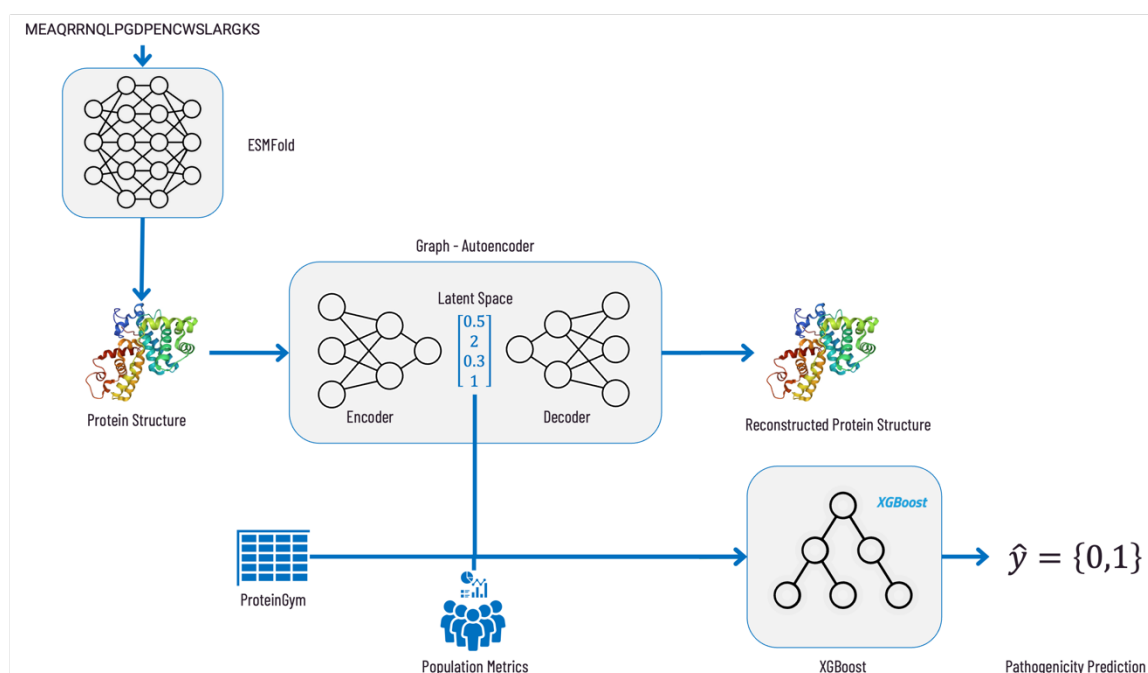 MEAQRRNQLPGDPENCWSLARGKS
ESMFold
Graph - Autoencoder
Latent Space
0.5
2
0.3
1
Encoder
Decoder
Protein Structure
Reconstructed Protein Structure
XGBoost
ŷ = {0,1}
ProteinGym
Population Metrics
XGBoost
Pathogenicity Prediction